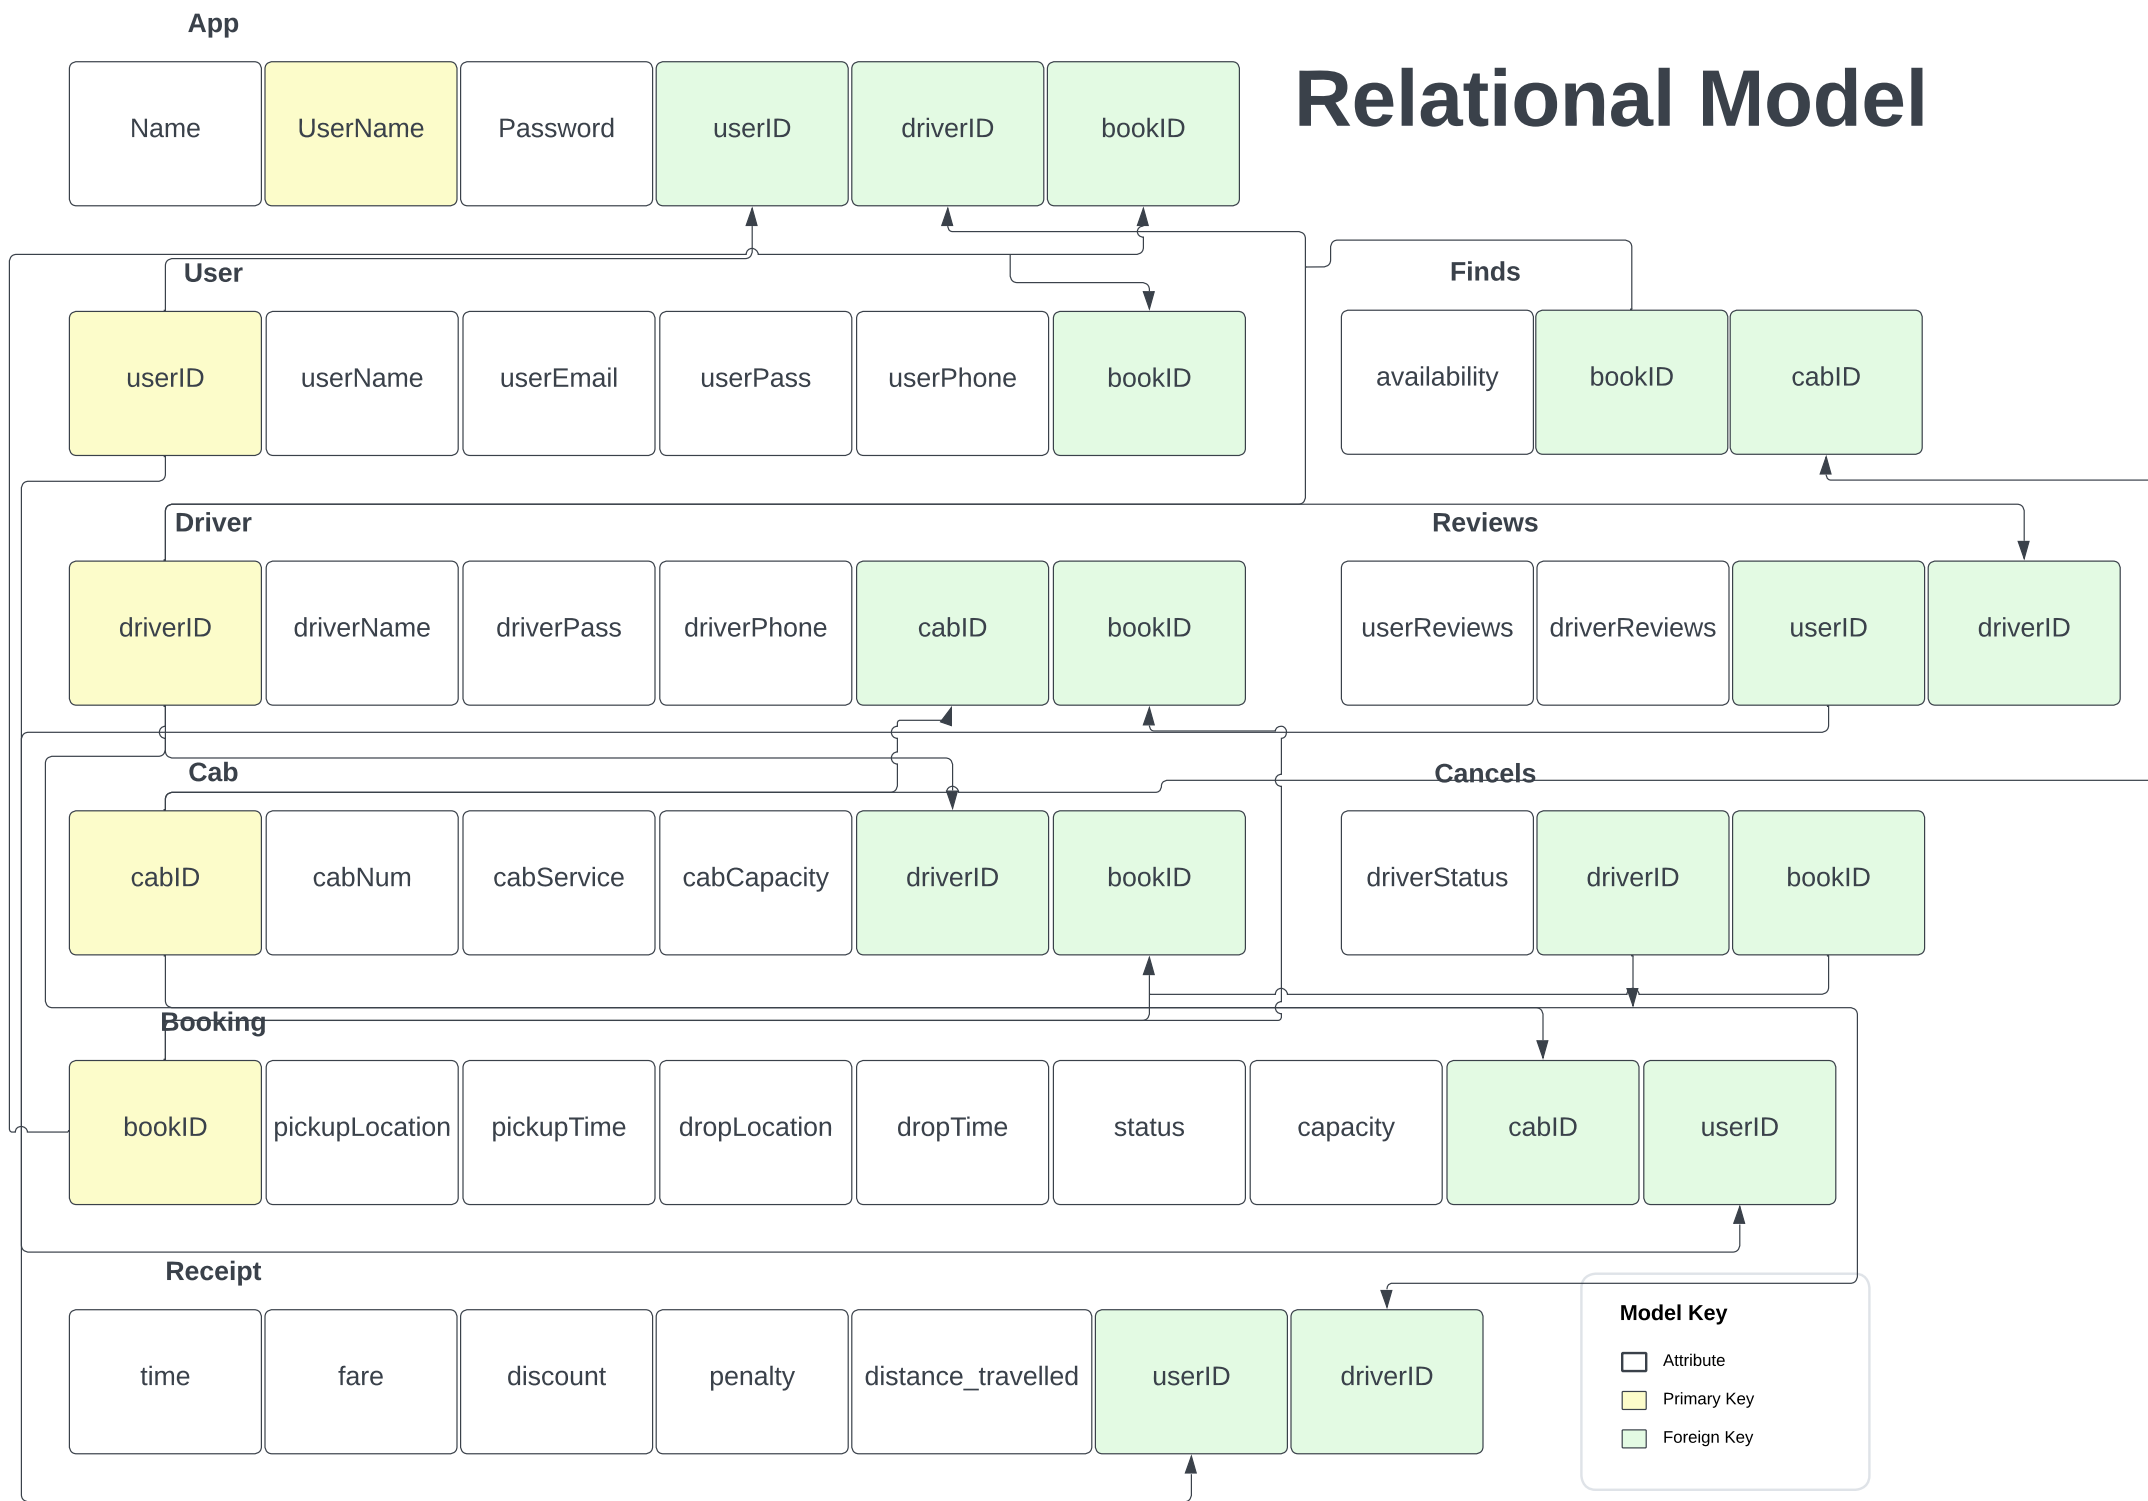 App
Relational Model
Name UserName Password userID driverID bookID
User
Finds
userID userName userEmail userPass userPhone bookID
availability bookID cabID
Driver
Reviews
driverID driverName driverPass driverPhone cabID bookID
userReviews driverReviews userID driverID
Cab
Cancels
cabID cabNum cabService cabCapacity driverID bookID
driverStatus driverID bookID
Booking
bookID pickupLocation pickupTime dropLocation dropTime status capacity cabID userID
Receipt
time fare discount penalty distance_travelled userID driverID
Model Key
Attribute
Primary Key
Foreign Key